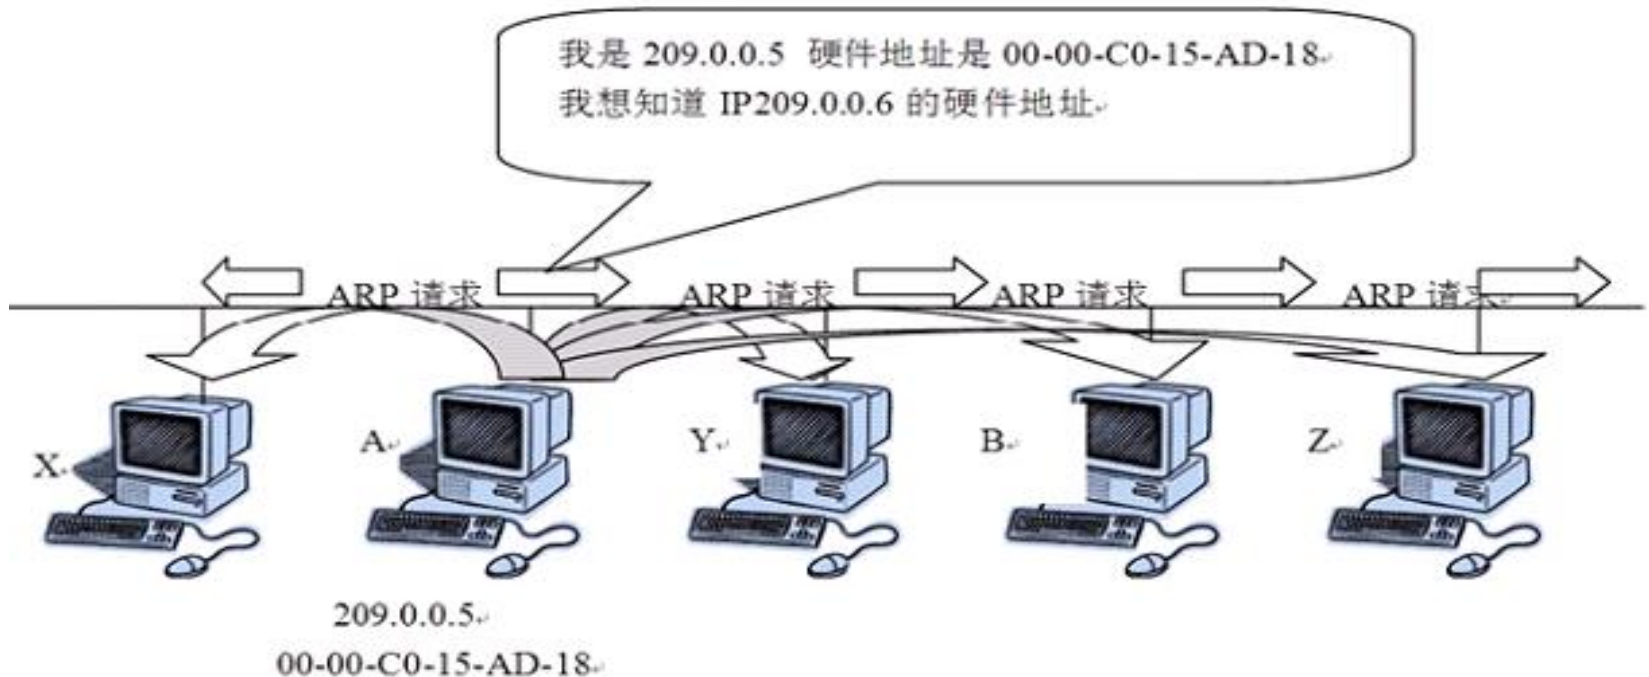 我是 209.0.0.5 硬件地址是 00-00-C0-15-AD-18
我想知道 IP209.0.0.6 的硬件地址
ARP 请求 ARP 请求 ARP 请求 ARP 请求
X A Y B Z
209.0.0.5
00-00-C0-15-AD-18